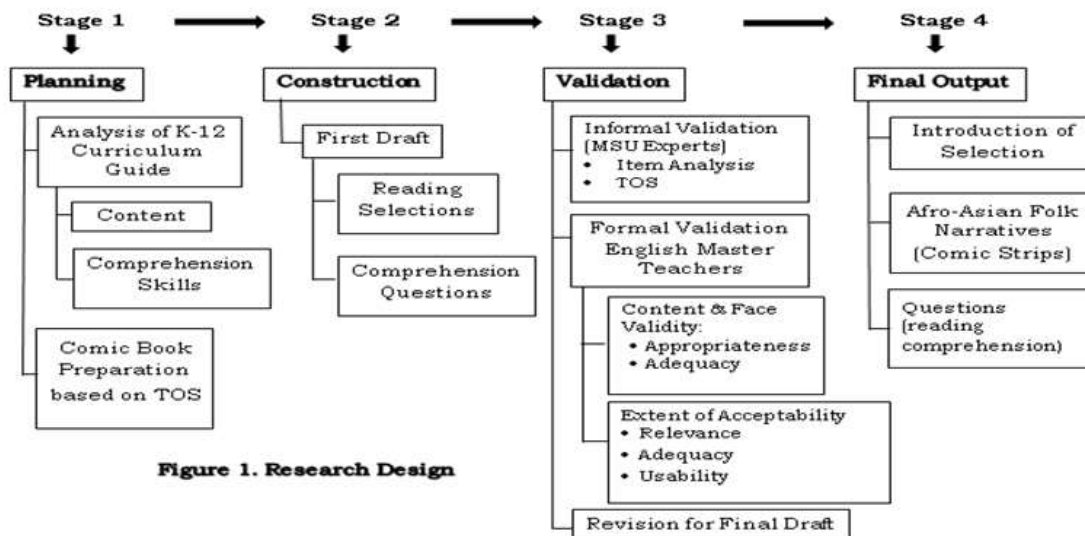 Stage 1
Stage 2
Stage 3
Stage 4
Planning
Analysis of K-12
Curriculum
Guide
Content
Comprehension
Skills
Comic Book
Preparation
based on TOS
Construction
First Draft
Reading
Selections
Comprehension
Questions
Validation
Informal Validation
(MSU Experts)
• Item Analysis
• TOS
Formal Validation
English Master
Teachers
Content & Face
Validity:
• Appropriateness
• Adequacy
Extent of Acceptability
• Relevance
• Adequacy
• Usability
Revision for Final Draft
Final Output
Introduction of
Selection
Afro-Asian Folk
Narratives
(Comic Strips)
Questions
(reading
comprehension)
Figure 1. Research Design